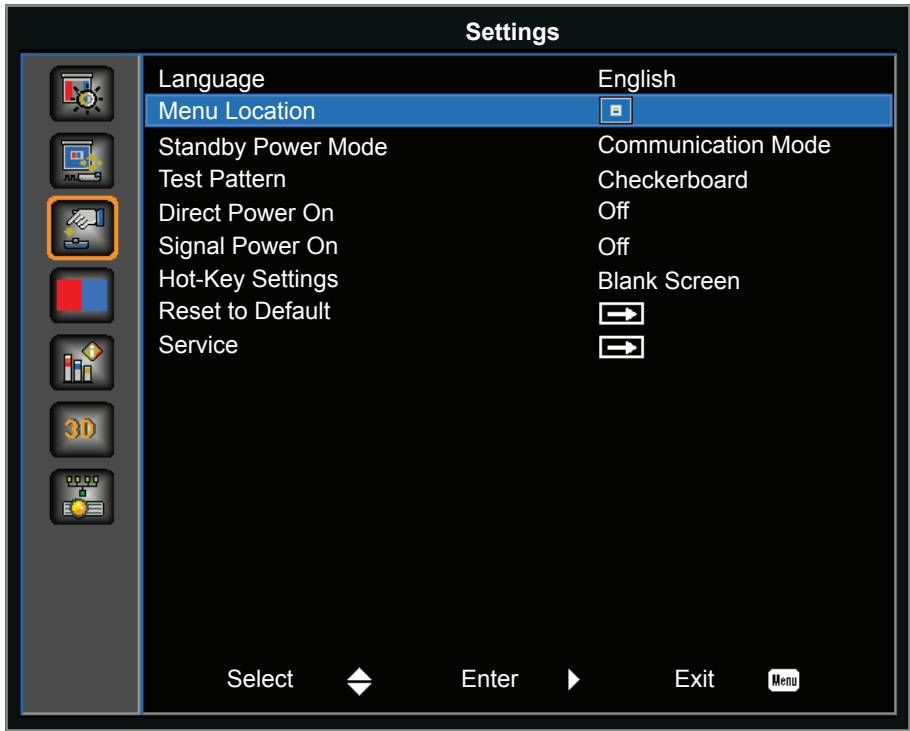 Settings
Language English
Menu Location
Standby Power Mode Communication Mode
Test Pattern Checkerboard
Direct Power On Off
Signal Power On Off
Hot-Key Settings Blank Screen
Reset to Default
Service
3D
Select Enter Exit Menu